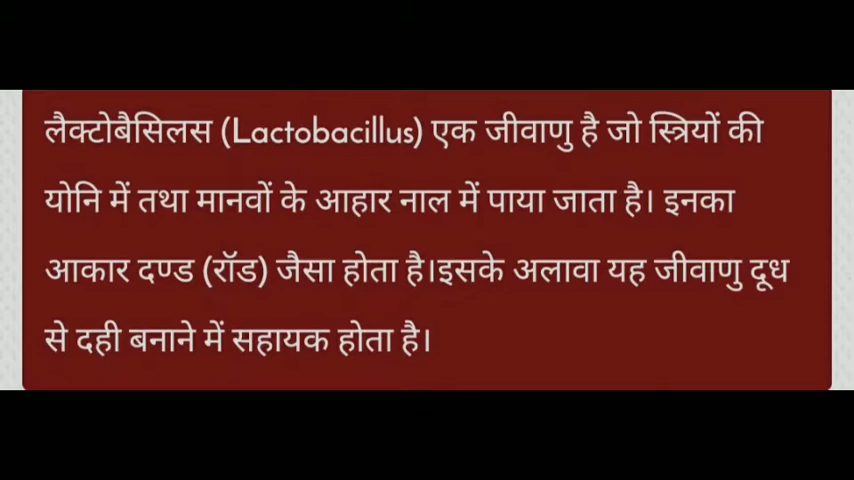 लैक्टोबैसिलस (Lactobacillus) एक जीवाणु है जो स्त्रियों की
योनि में तथा मानवों के आहार नाल में पाया जाता है। इनका
आकार दण्ड (रॉड) जैसा होता है।इसके अलावा यह जीवाणु दूध
से दही बनाने में सहायक होता है।